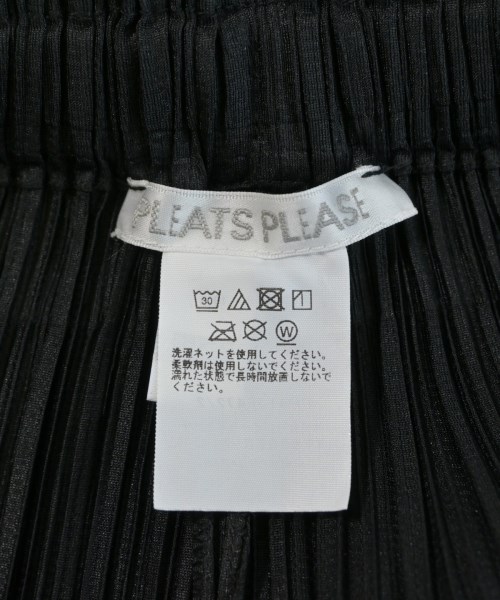 PLEATS PLEASE
30
W
洗濯ネットを使用してください。
柔軟剤は使用しないでください。
濡れた状態で長時間放置しないで
ください。